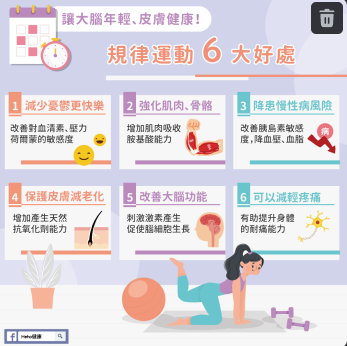 讓大腦年輕、皮膚健康!
規律運動 6 大好處
1 減少憂鬱更快樂
改善對血清素、壓力
荷爾蒙的敏感度
2 強化肌肉、骨骼
增加肌肉吸收
胺基酸能力
3 降患慢性病風險
改善胰島素敏感
度,降血壓、血脂
病
4 保護皮膚減老化
增加產生天然
抗氧化劑能力
5 改善大腦功能
刺激激素產生
促使腦細胞生長
6 可以減輕疼痛
有助提升身體
的耐痛能力
f Heho健康